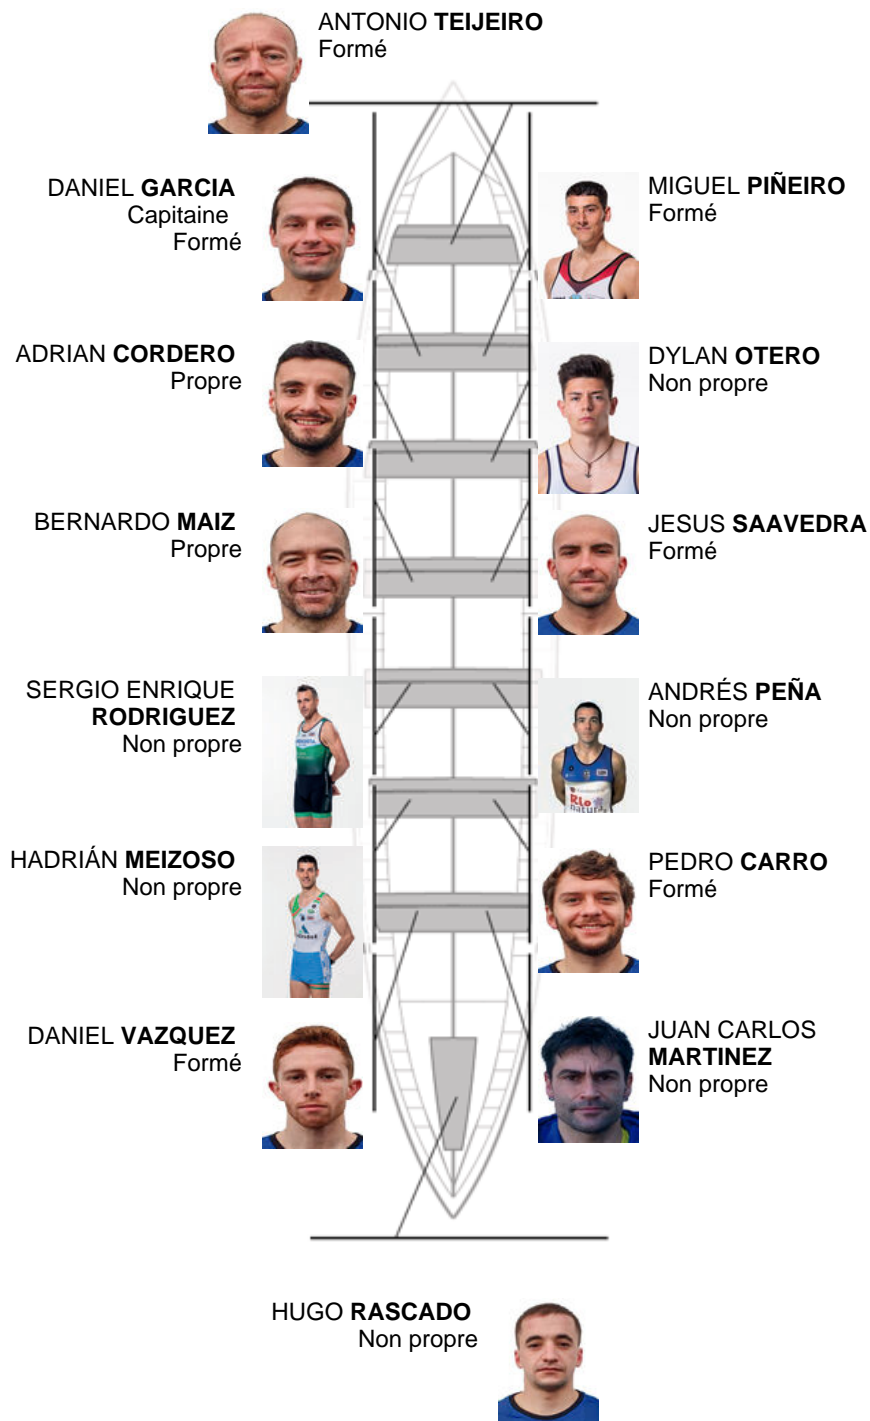 ANTONIO TEIJEIRO
Formé
DANIEL GARCIA
Capitaine
Formé
MIGUEL PIÑEIRO
Formé
ADRIAN CORDERO
Propre
DYLAN OTERO
Non propre
BERNARDO MAIZ
Propre
JESUS SAAVEDRA
Formé
SERGIO ENRIQUE
RODRIGUEZ
Non propre
ANDRÉS PEÑA
Non propre
Río
natura
HADRIÁN MEIZOSO
Non propre
PEDRO CARRO
Formé
DANIEL VAZQUEZ
Formé
JUAN CARLOS
MARTINEZ
Non propre
HUGO RASCADO
Non propre